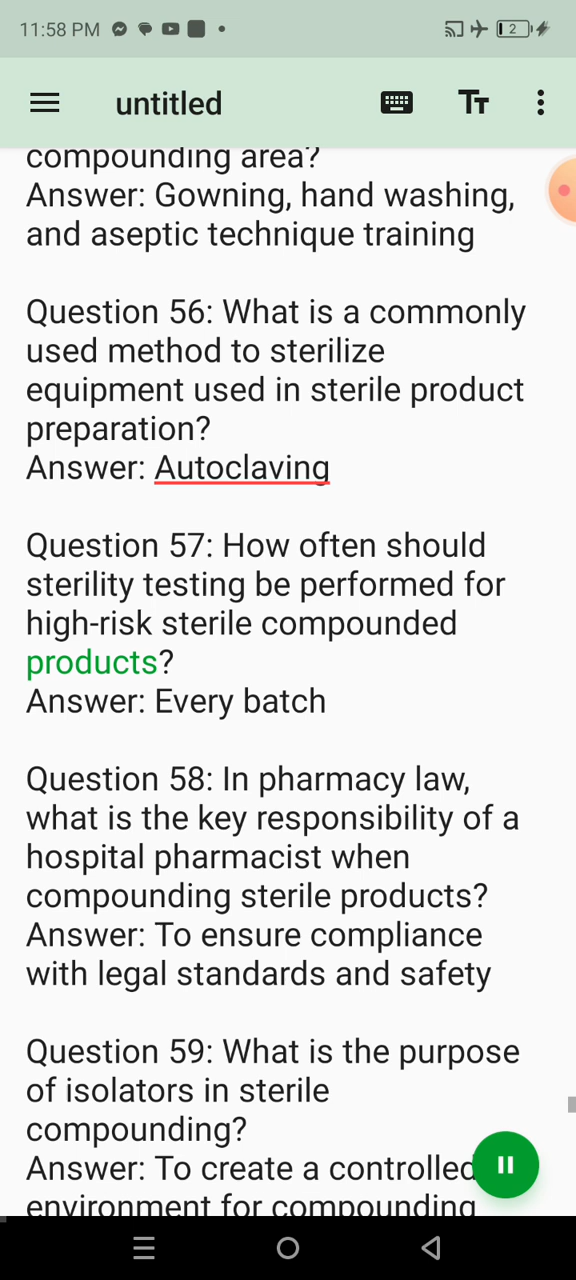 11:58 PM
2
untitled
compounding area?
Answer: Gowning, hand washing,
and aseptic technique training
Question 56: What is a commonly
used method to sterilize
equipment used in sterile product
preparation?
Answer: Autoclaving
Question 57: How often should
sterility testing be performed for
high-risk sterile compounded
products?
Answer: Every batch
Question 58: In pharmacy law,
what is the key responsibility of a
hospital pharmacist when
compounding sterile products?
Answer: To ensure compliance
with legal standards and safety
Question 59: What is the purpose
of isolators in sterile
compounding?
Answer: To create a controlled
environment for compounding